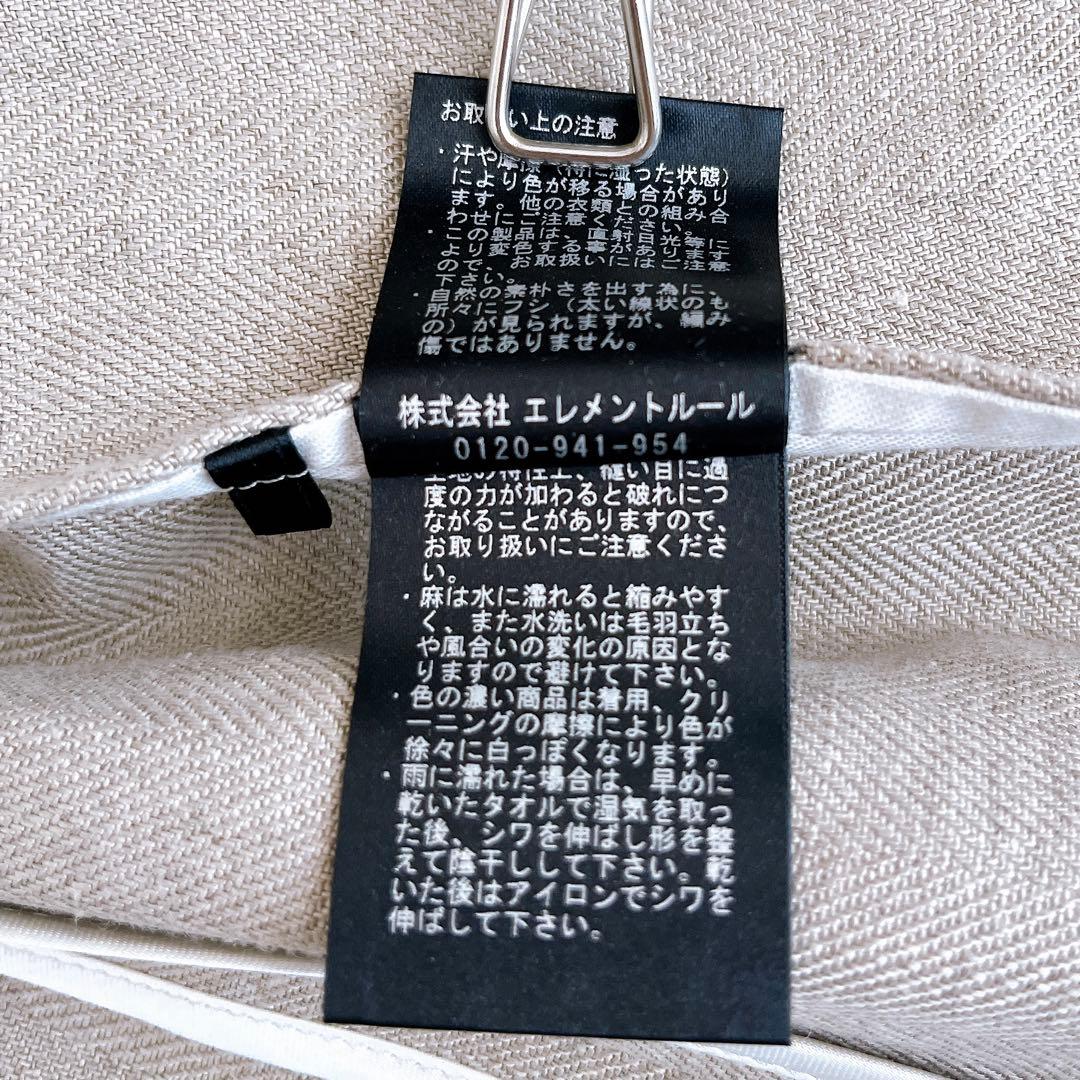 お取 い上の注意
・汗や摩擦（特に湿った状態）
により色が移る場合があり
ます。他の衣類との組み合
わせにご注意ください。
・この製品は、直射日光等に
より変色する事がありますす
ので、お取扱いにはご注意
下さい。
・自然の素朴さを出す為に、
所々にフシ（太い線状のも
の）が見られますが、編み
傷ではありません。
株式会社 エレメントルール
0120-941-954
生地の特性上、縫い目に過
度の力が加わると破れにつ
ながることがありますので、
お取り扱いにご注意くださ
い。
・麻は水に濡れると縮みやす
く、また水洗いは毛羽立ち
や風合いの変化の原因とな
りますので避けて下さい。
・色の濃い商品は着用、クリ
ーニングの摩擦により色が
徐々に白っぽくなります。
・雨に濡れた場合は、早めに
乾いたタオルで湿気を取っ
た後、シワを伸ばし形を整
えて陰干しして下さい。乾
いた後はアイロンでシワを
伸ばして下さい。